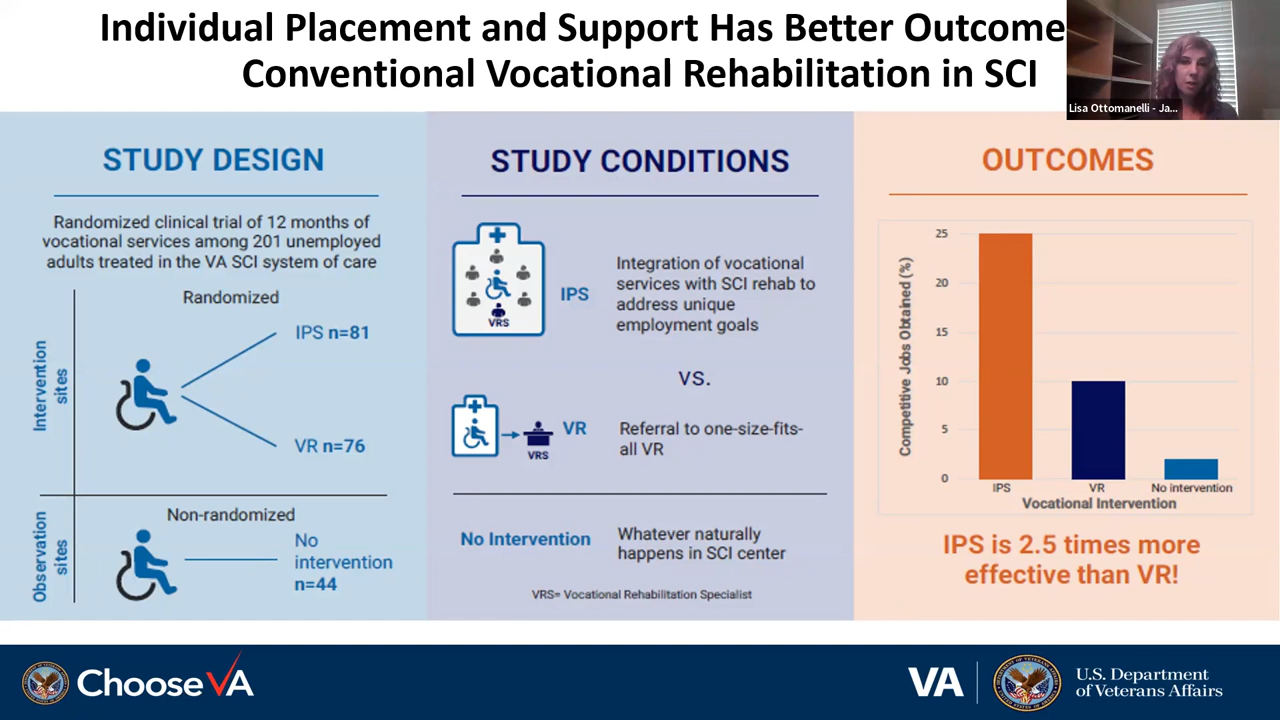 Individual Placement and Support Has Better Outcome
Conventional Vocational Rehabilitation in SCI
Lisa Ottomanelli - Ja...
STUDY DESIGN
Randomized clinical trial of 12 months of
vocational services among 201 unemployed
adults treated in the VA SCI system of care
Randomized
Intervention
sites
IPS n=81
VR n=76
Observation
sites
Non-randomized
No
intervention
n=44
STUDY CONDITIONS
VRS
IPS
Integration of vocational
services with SCI rehab to
address unique
employment goals
VS.
VRS
VR
Referral to one-size-fits-
all VR
No Intervention
Whatever naturally
happens in SCI center
VRS= Vocational Rehabilitation Specialist
OUTCOMES
Competitive Jobs Obtained (%)
25
20
15
10
5
0
IPS
VR
No intervention
Vocational Intervention
IPS is 2.5 times more
effective than VR!
Choose VA
VA
U.S. Department
of Veterans Affairs